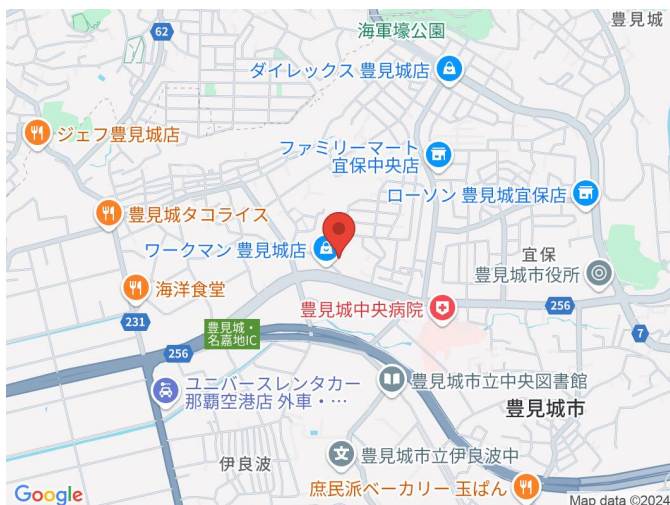 豊見城
海軍壕公園
62
ダイレックス 豊見城店
ジェフ豊見城店
ファミリーマート
宜保中央店
ローソン 豊見城宜保店
豊見城タコライス
ワークマン 豊見城店
宜保
豊見城市役所
海洋食堂
豊見城中央病院
256
231
豊見城・
名嘉地IC
7
256
ユニバースレンタカー
那覇空港店 外車・…
豊見城市立中央図書館
豊見城市
伊良波
豊見城市立伊良波中
庶民派ベーカリー 玉ぱん
Google
Map data ©2024